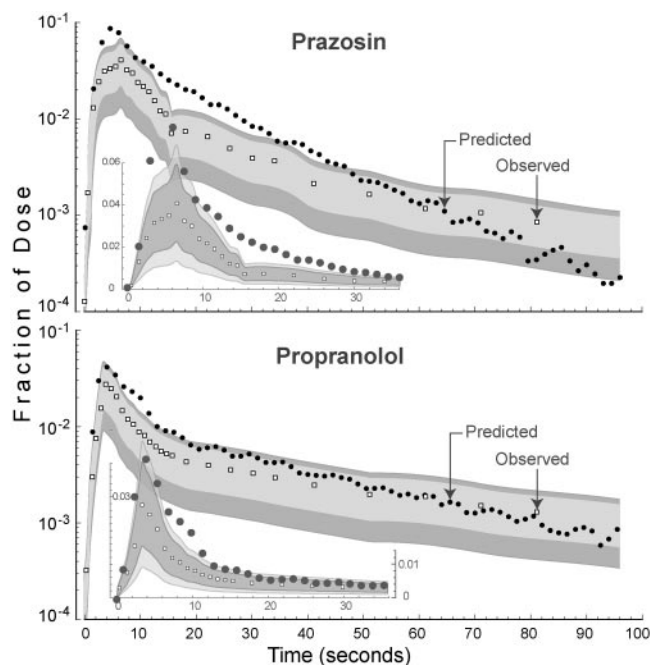 Prazosin
10⁻¹
10⁻²
10⁻³
10⁻⁴
Predicted
Observed
0.06
0.04
0.02
0
0 10 20 30
Fraction of Dose
Propranolol
10⁻¹
10⁻²
10⁻³
10⁻⁴
Predicted
Observed
0.03
0.01
0
0 10 20 30
0 10 20 30 40 50 60 70 80 90 100
Time (seconds)